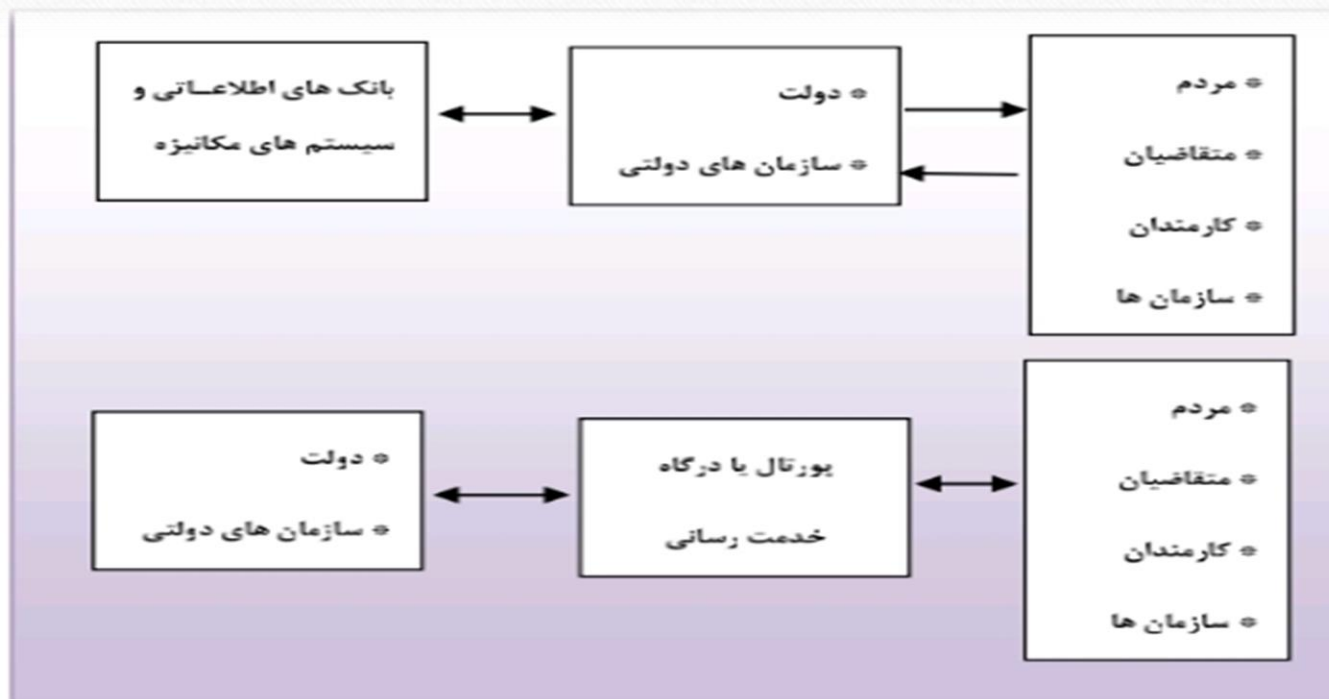 * مردم
* متقاضیان
* کارمندان
* سازمان ها
* دولت
* سازمان های دولتی
بانک های اطلاعــاتی و
سیستم های مکانیزه
* مردم
* متقاضیان
* کارمندان
* سازمان ها
پورتال یا درگاه
خدمت رسانی
* دولت
* سازمان های دولتی